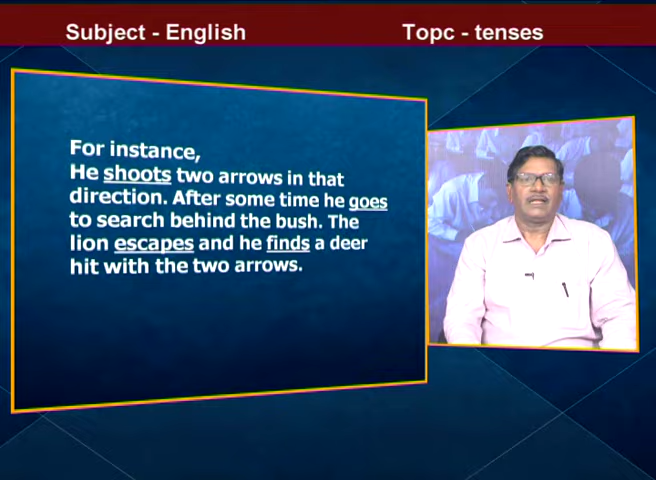 Subject - English
Topc - tenses
For instance,
He shoots two arrows in that
direction. After some time he goes
to search behind the bush. The
lion escapes and he finds a deer
hit with the two arrows.